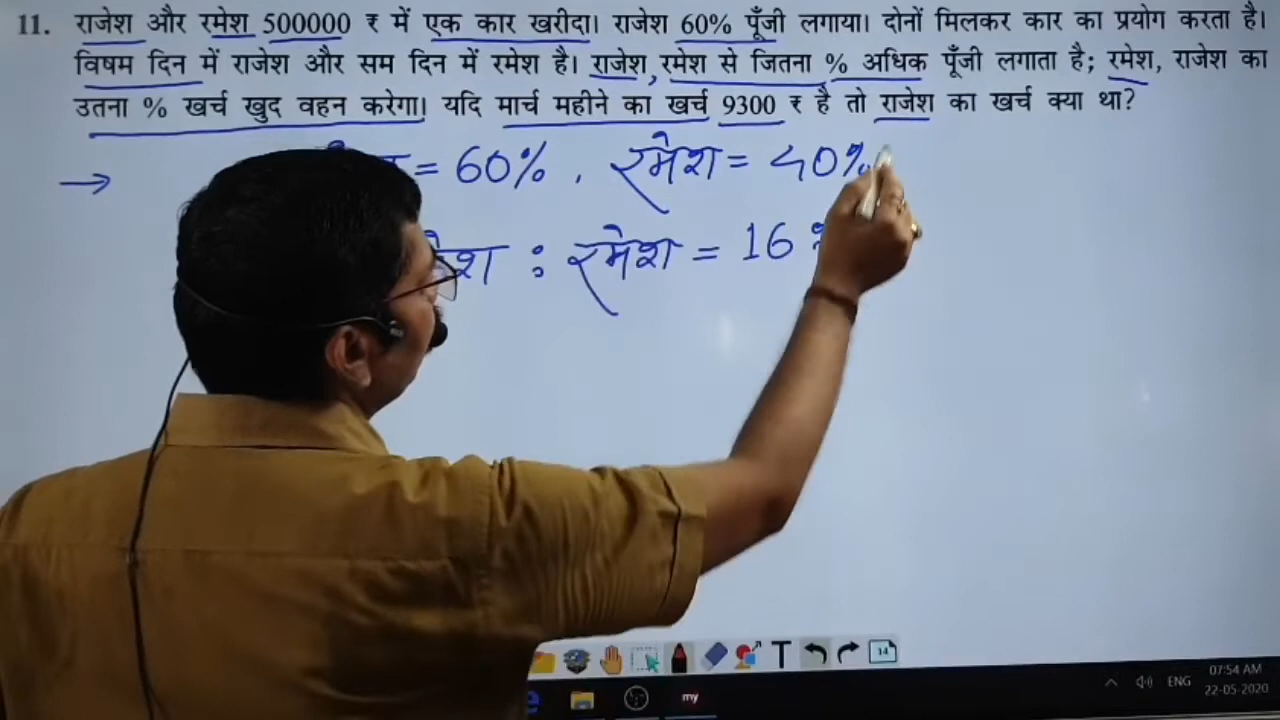 11. राजेश और रमेश 500000 ₹ में एक कार खरीदा। राजेश 60% पूँजी लगाया। दोनों मिलकर कार का प्रयोग करता है।
विषम दिन में राजेश और सम दिन में रमेश है। राजेश, रमेश से जितना % अधिक पूँजी लगाता है; रमेश, राजेश का
उतना % खर्च खुद वहन करेगा। यदि मार्च महीने का खर्च 9300 ₹ है तो राजेश का खर्च क्या था?
→ = 60% , रमेश = 40%
: रमेश = 16
T 14
07:54 AM
ENG
22-05-2020
my